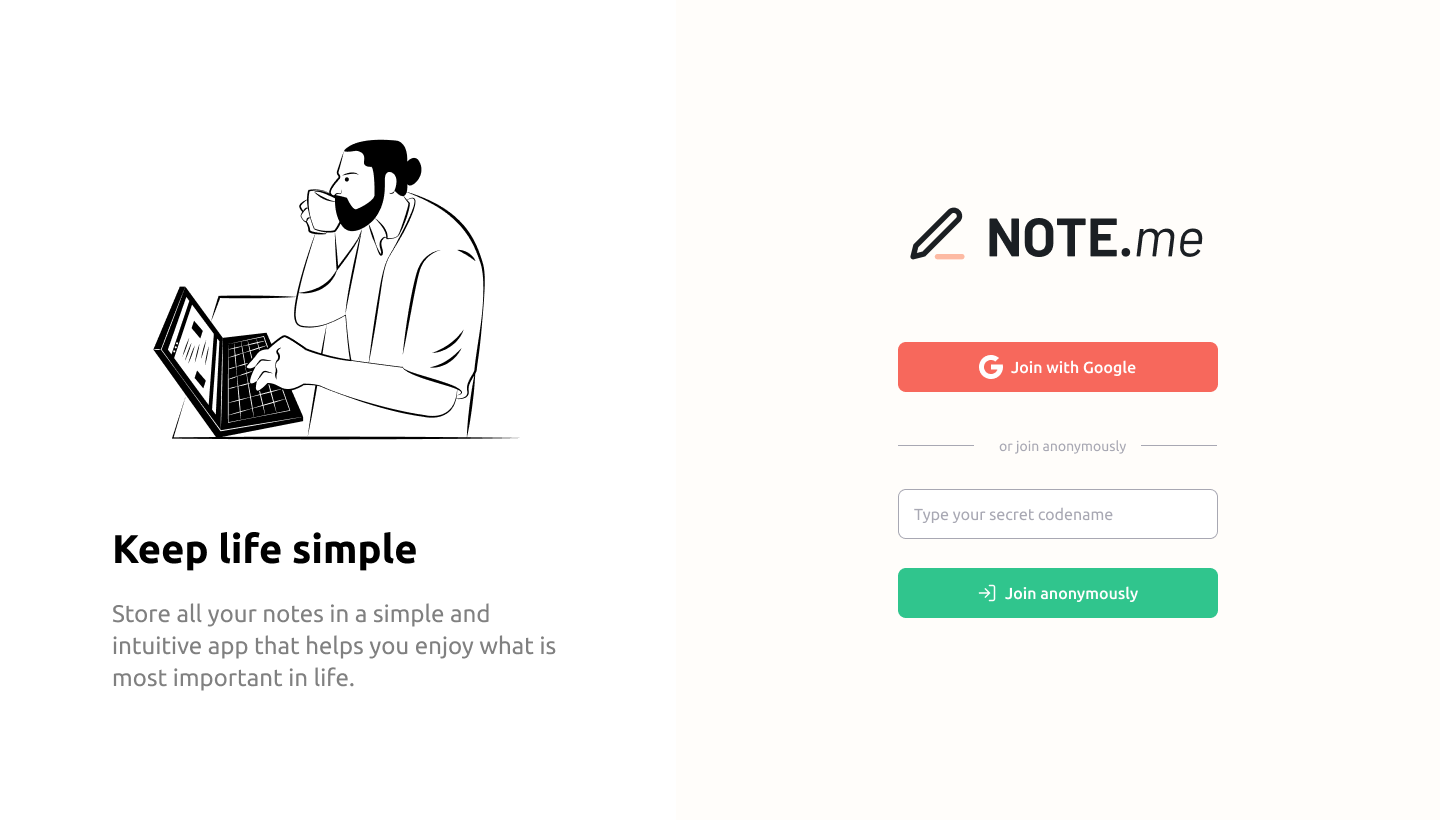 Keep life simple
Store all your notes in a simple and
intuitive app that helps you enjoy what is
most important in life.
NOTE.me
Join with Google
or join anonymously
Type your secret codename
Join anonymously